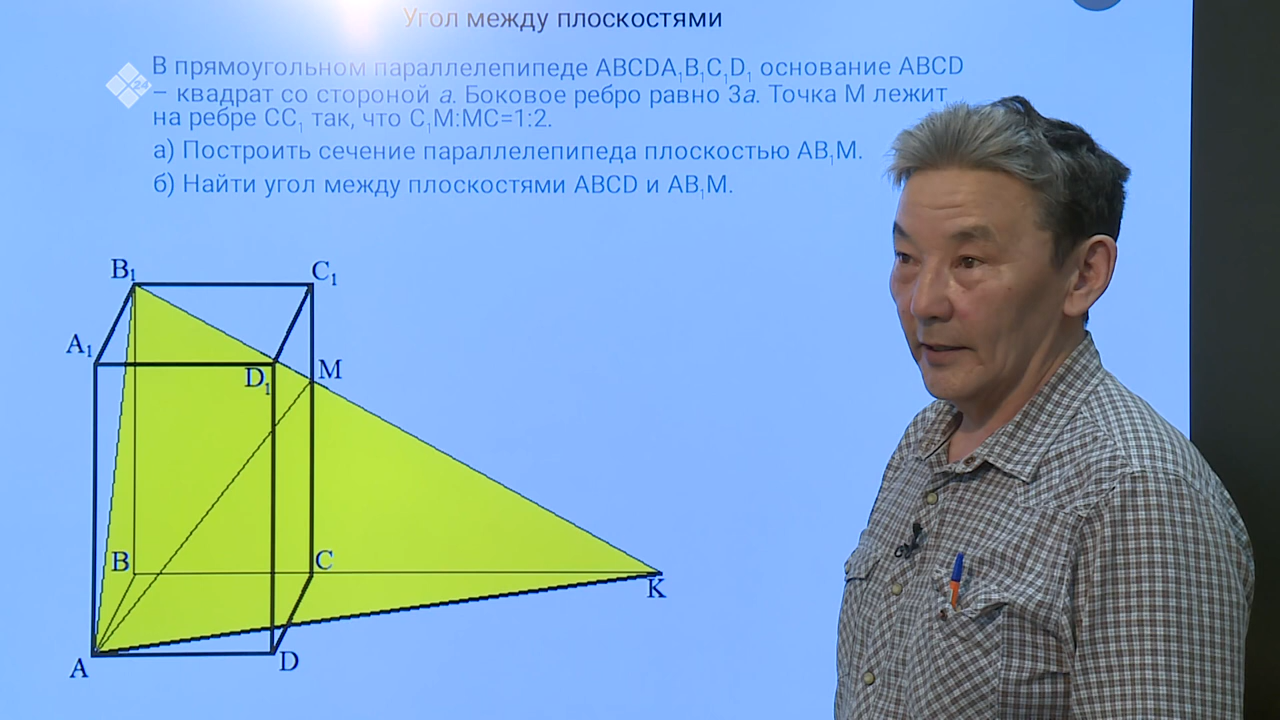 Угол между плоскостями
В прямоугольном параллелепипеде ABCDA₁B₁C₁D₁ основание ABCD
– квадрат со стороной a. Боковое ребро равно 3a. Точка M лежит
на ребре CC₁ так, что C₁M:MC=1:2.
а) Построить сечение параллелепипеда плоскостью AB₁M.
б) Найти угол между плоскостями ABCD и AB₁M.
24
B₁ C₁
A₁ D₁ M
B C K
A D